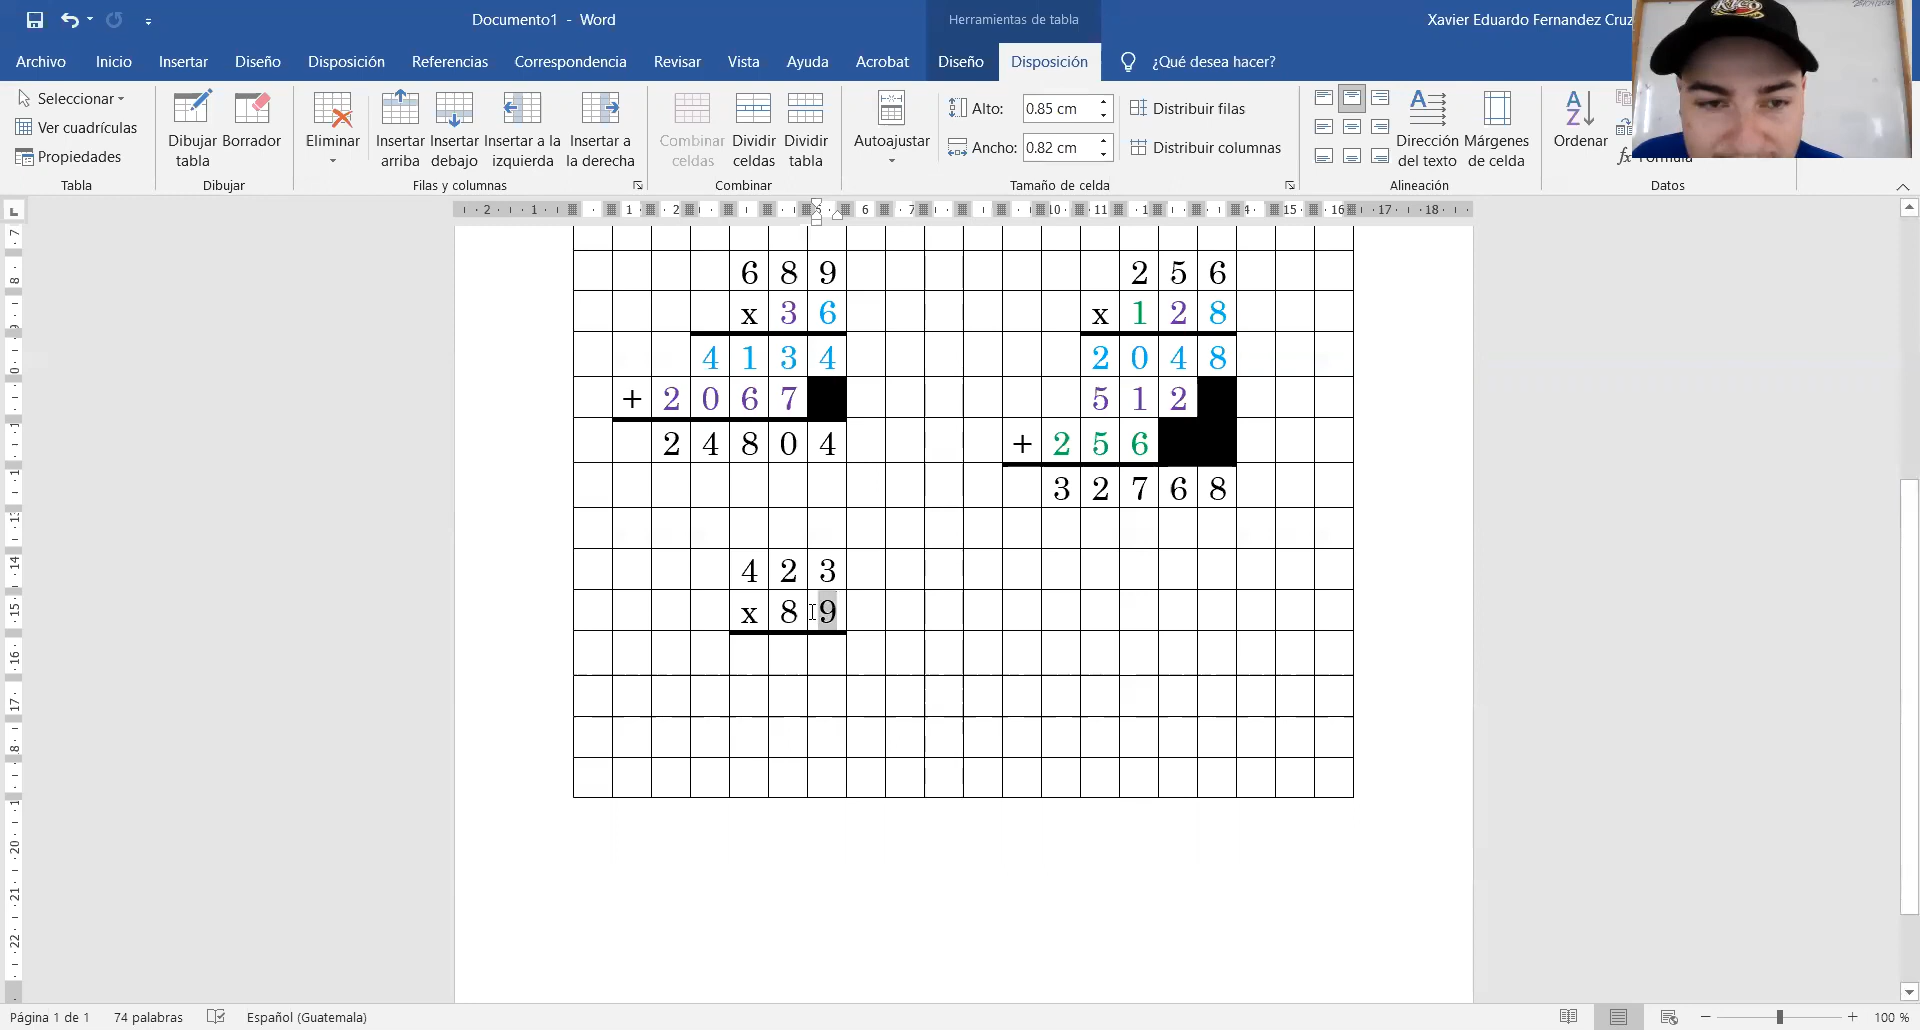 Documento1 - Word
Herramientas de tabla
Xavier Eduardo Fernandez Cruz
Archivo Inicio Insertar Diseño Disposición Referencias Correspondencia Revisar Vista Ayuda Acrobat Diseño Disposición ¿Qué desea hacer?
Seleccionar
Ver cuadrículas
Propiedades
Tabla
Dibujar tabla
Borrador
Dibujar
Eliminar
Insertar arriba
Insertar debajo
Insertar a la izquierda
Insertar a la derecha
Filas y columnas
Combinar celdas
Dividir celdas
Dividir tabla
Combinar
Autoajustar
Alto: 0.85 cm
Ancho: 0.82 cm
Distribuir filas
Distribuir columnas
Tamaño de celda
Dirección del texto
Márgenes de celda
Alineación
Ordenar
fx Fórmula
Datos
6 8 9
x 3 6
4 1 3 4
+ 2 0 6 7
2 4 8 0 4
2 5 6
x 1 2 8
2 0 4 8
5 1 2
+ 2 5 6
3 2 7 6 8
4 2 3
x 8 9
Página 1 de 1 74 palabras Español (Guatemala) 100 %